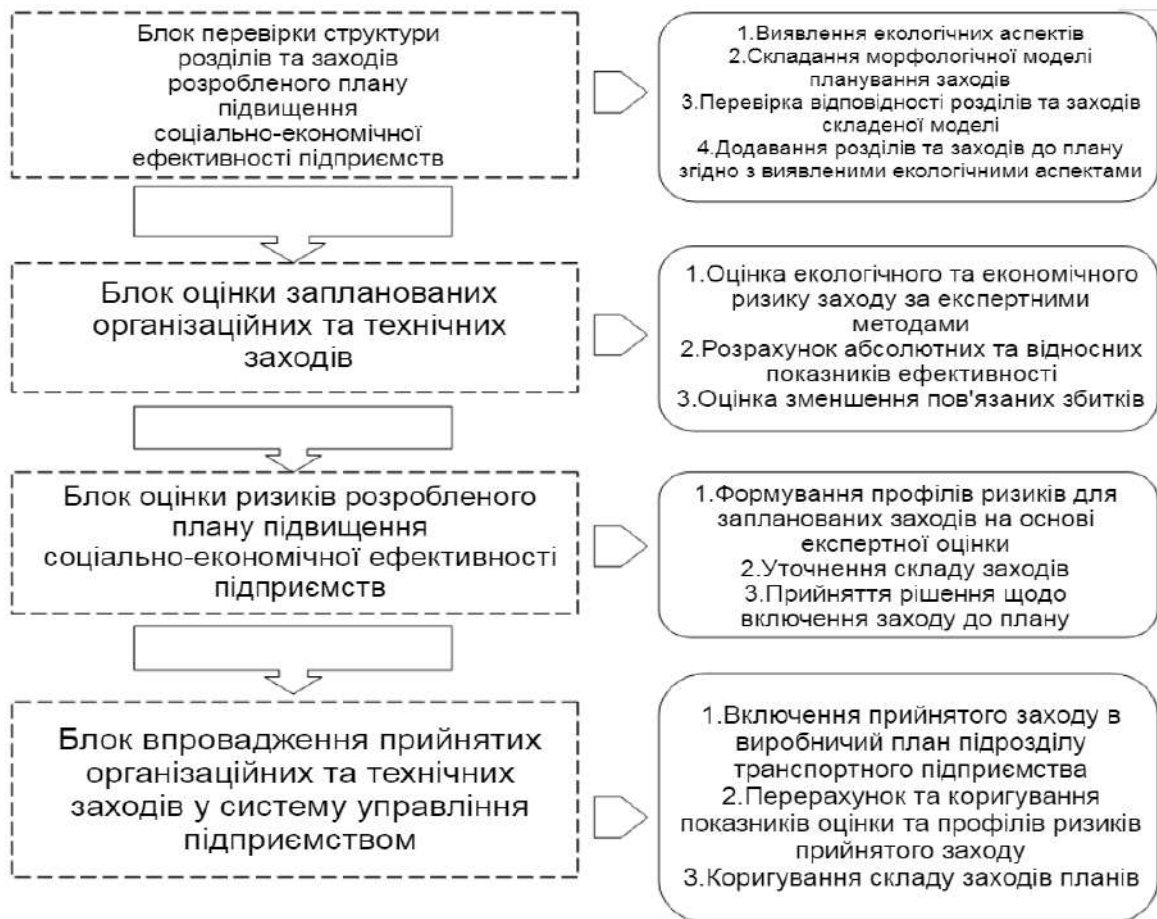 Блок перевірки структури
розділів та заходів
розробленого плану
підвищення
соціально-економічної
ефективності підприємств
1.Виявлення екологічних аспектів
2.Складання морфологічної моделі
планування заходів
3.Перевірка відповідності розділів та заходів
складеної моделі
4.Додавання розділів та заходів до плану
згідно з виявленими екологічними аспектами
Блок оцінки запланованих
організаційних та технічних
заходів
1.Оцінка екологічного та економічного
ризику заходу за експертними
методами
2.Розрахунок абсолютних та відносних
показників ефективності
3.Оцінка зменшення пов'язаних збитків
Блок оцінки ризиків розробленого
плану підвищення
соціально-економічної ефективності
підприємств
1.Формування профілів ризиків для
запланованих заходів на основі
експертної оцінки
2.Уточнення складу заходів
3.Прийняття рішення щодо
включення заходу до плану
Блок впровадження прийнятих
організаційних та технічних
заходів у систему управління
підприємством
1.Включення прийнятого заходу в
виробничий план підрозділу
транспортного підприємства
2.Перерахунок та коригування
показників оцінки та профілів ризиків
прийнятого заходу
3.Коригування складу заходів планів